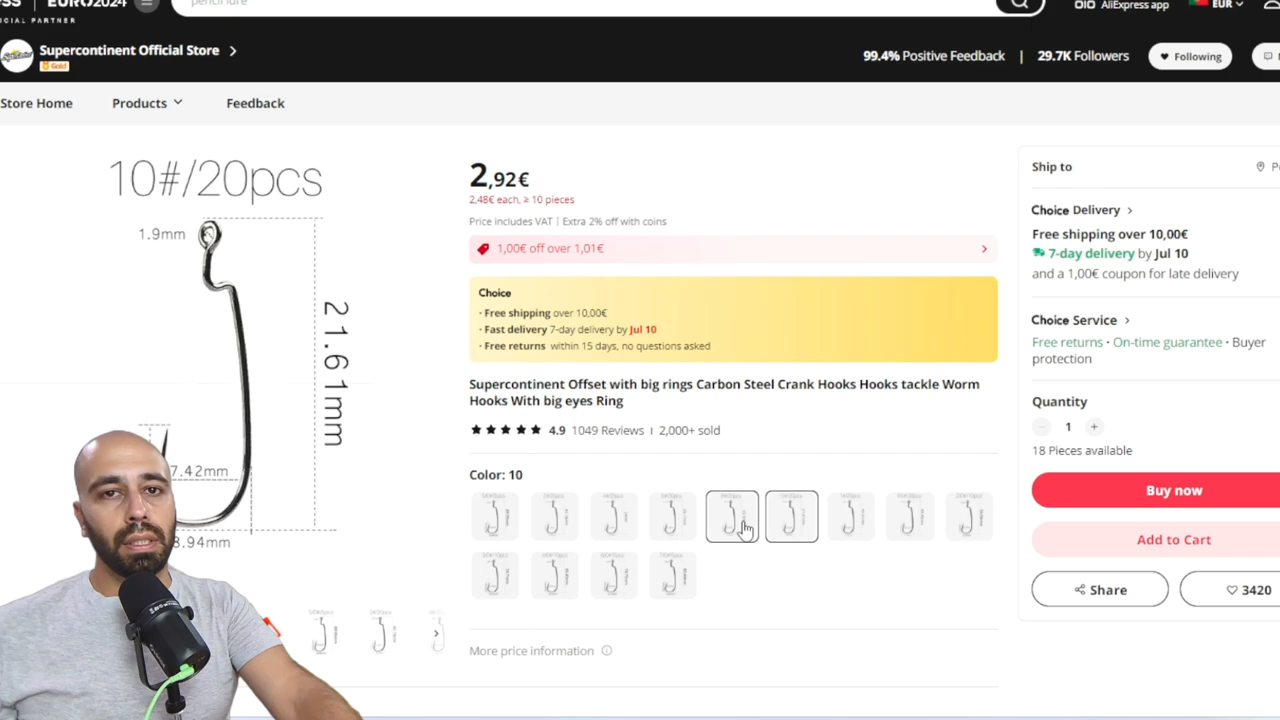 EURO2024
CIAL PARTNER
AliExpress app
EUR
Supercontinent Official Store
Gold
99.4% Positive Feedback | 29.7K Followers
Following
Store Home
Products
Feedback
10#/20pcs
1.9mm
21.61mm
7.42mm
8.94mm
2,92€
2,48€ each, ≥ 10 pieces
Price includes VAT | Extra 2% off with coins
1,00€ off over 1,01€
Choice
· Free shipping over 10,00€
· Fast delivery 7-day delivery by Jul 10
· Free returns within 15 days, no questions asked
Supercontinent Offset with big rings Carbon Steel Crank Hooks Hooks tackle Worm
Hooks With big eyes Ring
4.9 1049 Reviews | 2,000+ sold
Color: 10
More price information
Ship to
Choice Delivery
Free shipping over 10,00€
7-day delivery by Jul 10
and a 1,00€ coupon for late delivery
Choice Service
Free returns · On-time guarantee · Buyer
protection
Quantity
- 1 +
18 Pieces available
Buy now
Add to Cart
Share
3420